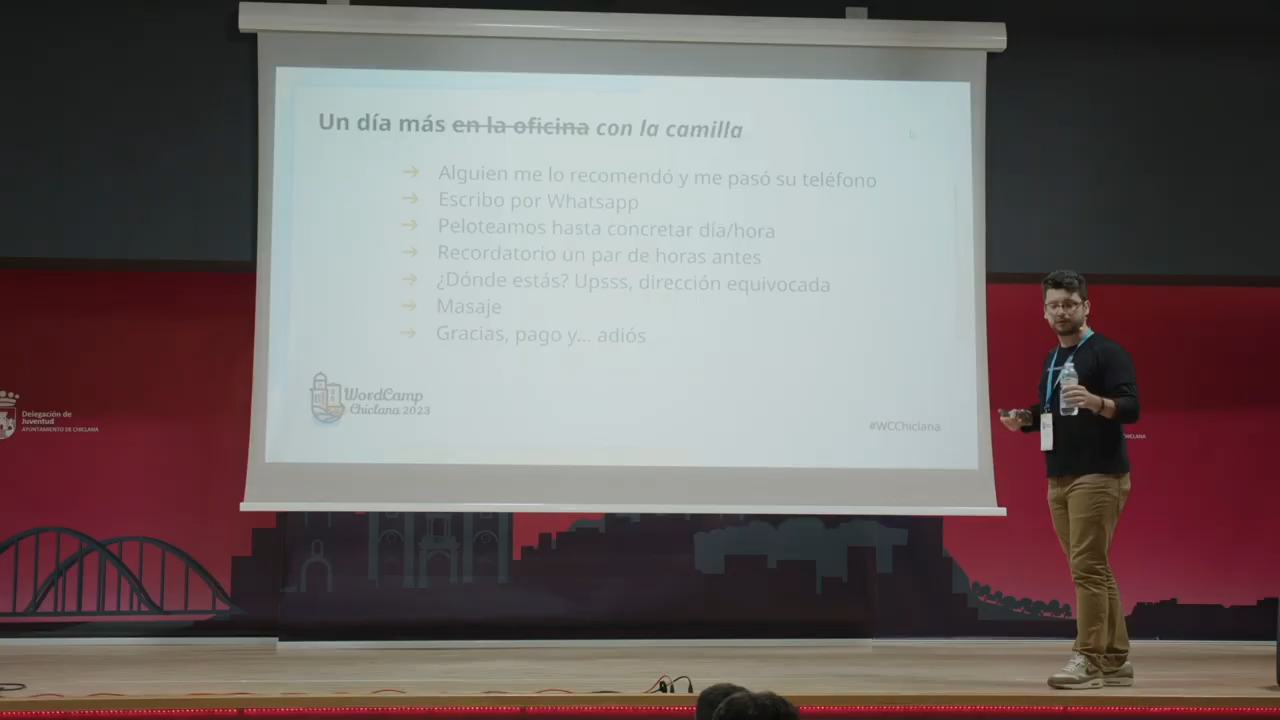 Un día más en la oficina con la camilla
➔ Alguien me lo recomendó y me pasó su teléfono
➔ Escribo por Whatsapp
➔ Peloteamos hasta concretar día/hora
➔ Recordatorio un par de horas antes
➔ ¿Dónde estás? Upsss, dirección equivocada
➔ Masaje
➔ Gracias, pago y... adiós
WordCamp
Chiclana 2023
#WCChiclana
Delegación de
Juventud
AYUNTAMIENTO DE CHICLANA
CHICLANA